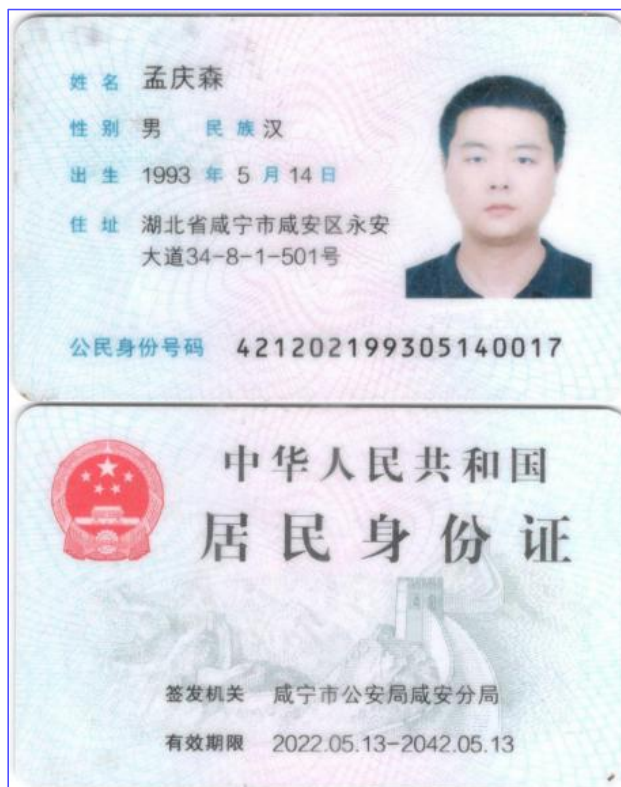 姓名 孟庆森
性别 男 民族 汉
出生 1993 年 5 月 14 日
住址 湖北省咸宁市咸安区永安
大道34-8-1-501号
公民身份号码 421202199305140017
中华人民共和国
居民身份证
签发机关 咸宁市公安局咸安分局
有效期限 2022.05.13-2042.05.13